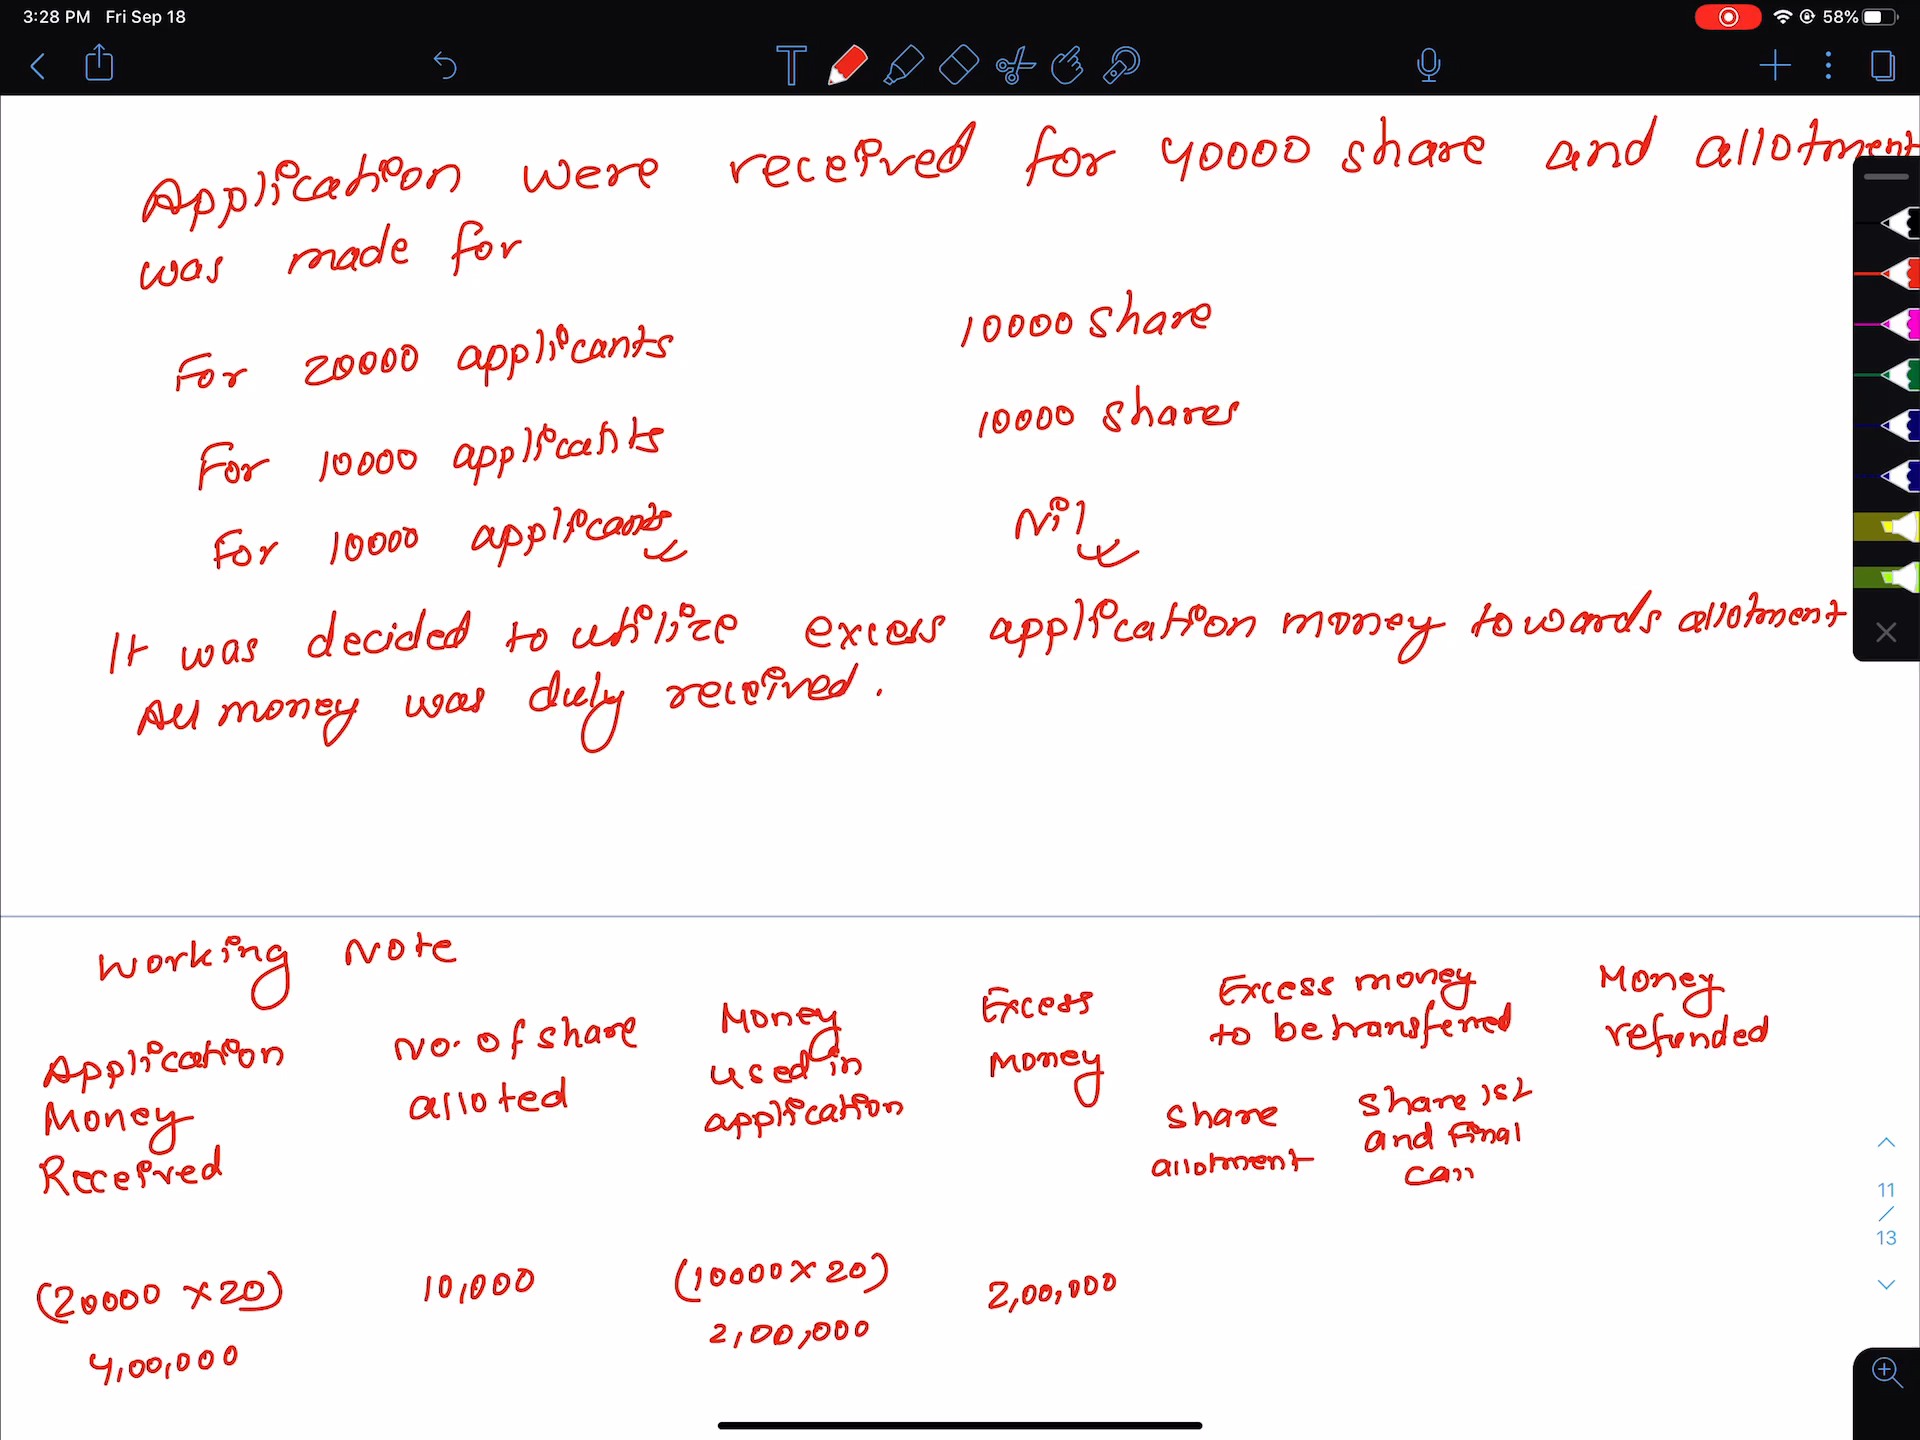 3:28 PM Fri Sep 18
58%
Application were received for 40000 share and allotment
was made for
For 20000 applicants 10000 share
For 10000 applicants 10000 shares
For 10000 applicants Nil
It was decided to utilize excess application money towards allotment
All money was duly received.
Working Note
Application Money Received
No. of share alloted
Money used in application
Excess Money
Excess money to be transferred
Share allotment
Share 1st and final call
Money refunded
(20000 × 20) 10,000 (10000 × 20) 2,00,000
4,00,000 2,00,000
11
/
13